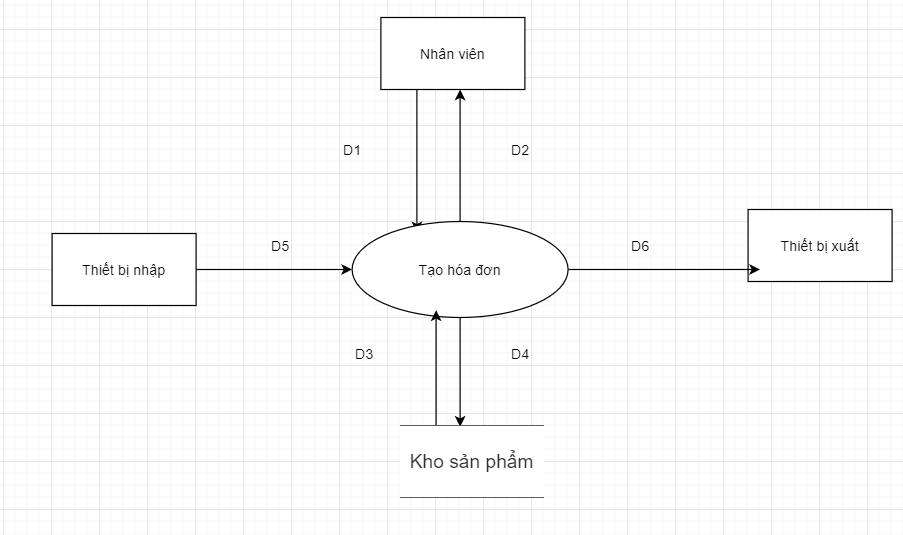 Nhân viên
D1
D2
Thiết bị nhập
D5
Tạo hóa đơn
D6
Thiết bị xuất
D3
D4
Kho sản phẩm